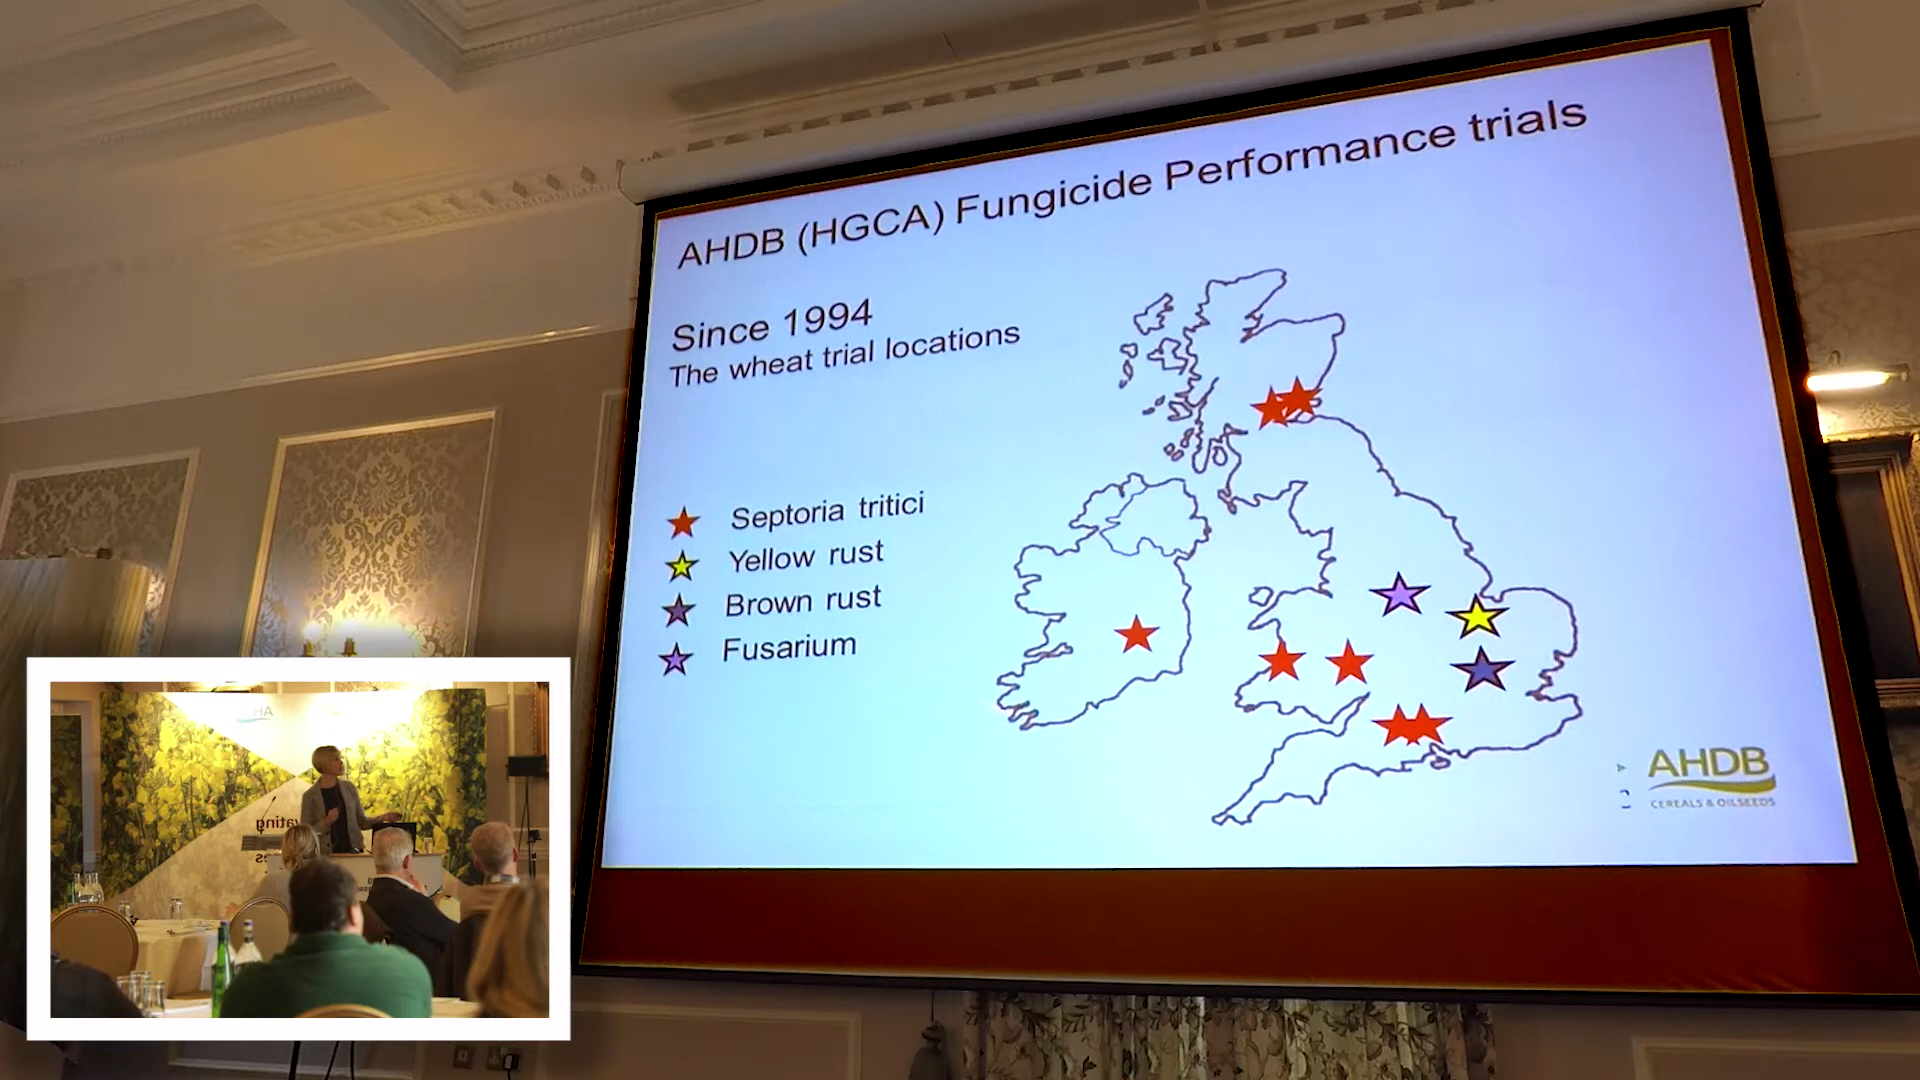 AHDB (HGCA) Fungicide Performance trials
Since 1994
The wheat trial locations
Septoria tritici
Yellow rust
Brown rust
Fusarium
AHDB
CEREALS & OILSEEDS